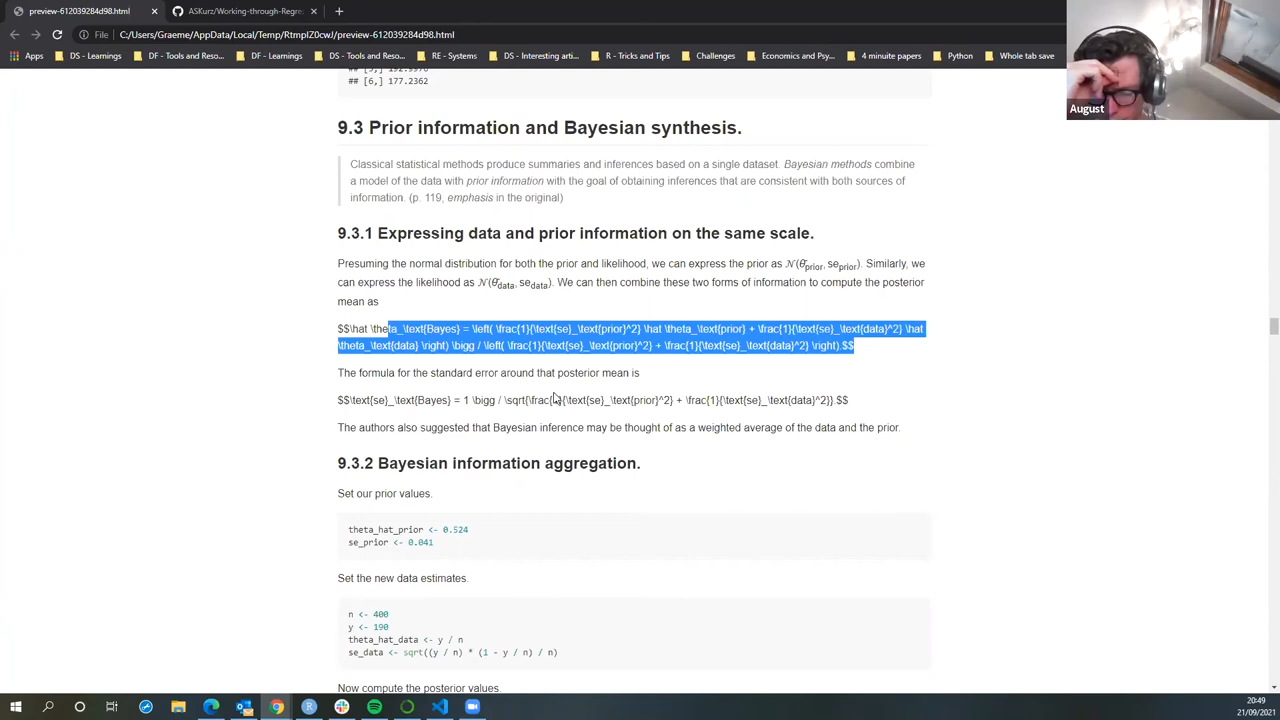 preview-612039284d98.html
ASKurz/Working-through-Regre
File
C:/Users/Graeme/AppData/Local/Temp/RtmpIZ0cwJ/preview-612039284d98.html
Apps
DS - Learnings
DF - Tools and Reso...
DF - Learnings
DS - Tools and Reso...
RE - Systems
DS - Interesting arti...
R - Tricks and Tips
Challenges
Economics and Psy...
4 minuite papers
Python
Whole tab save
August
## [6,] 177.2362
9.3 Prior information and Bayesian synthesis.
Classical statistical methods produce summaries and inferences based on a single dataset. Bayesian methods combine
a model of the data with prior information with the goal of obtaining inferences that are consistent with both sources of
information. (p. 119, emphasis in the original)
9.3.1 Expressing data and prior information on the same scale.
Presuming the normal distribution for both the prior and likelihood, we can express the prior as 𝒩(θ̂prior, seprior). Similarly, we
can express the likelihood as 𝒩(θ̂data, sedata). We can then combine these two forms of information to compute the posterior
mean as
$$\hat \theta_\text{Bayes} = \left( \frac{1}{\text{se}_\text{prior}^2} \hat \theta_\text{prior} + \frac{1}{\text{se}_\text{data}^2} \hat
\theta_\text{data} \right) \bigg / \left( \frac{1}{\text{se}_\text{prior}^2} + \frac{1}{\text{se}_\text{data}^2} \right).$$
The formula for the standard error around that posterior mean is
$$\text{se}_\text{Bayes} = 1 \bigg / \sqrt{\frac{1}{\text{se}_\text{prior}^2} + \frac{1}{\text{se}_\text{data}^2}}.$$
The authors also suggested that Bayesian inference may be thought of as a weighted average of the data and the prior.
9.3.2 Bayesian information aggregation.
Set our prior values.
theta_hat_prior <- 0.524
se_prior <- 0.041
Set the new data estimates.
n <- 400
y <- 190
theta_hat_data <- y / n
se_data <- sqrt((y / n) * (1 - y / n) / n)
Now compute the posterior values.
20:49
21/09/2021